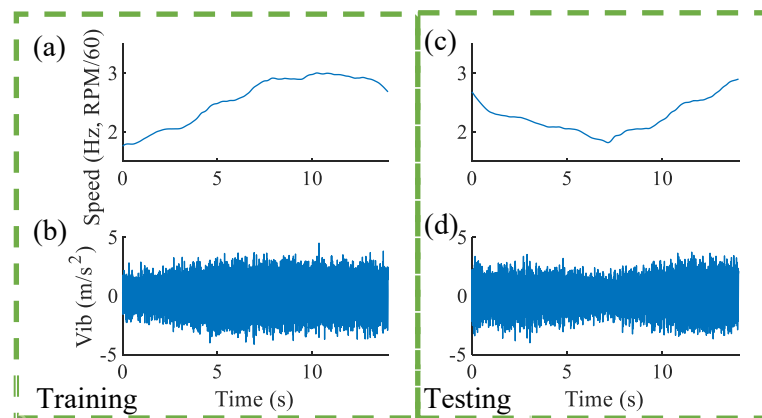 (a)
Speed (Hz, RPM/60)
3
2
0 5 10
(c)
3
2
0 5 10
(b)
Vib (m/s²)
5
0
-5
0 5 10
Time (s)
Training
(d)
5
0
-5
0 5 10
Time (s)
Testing